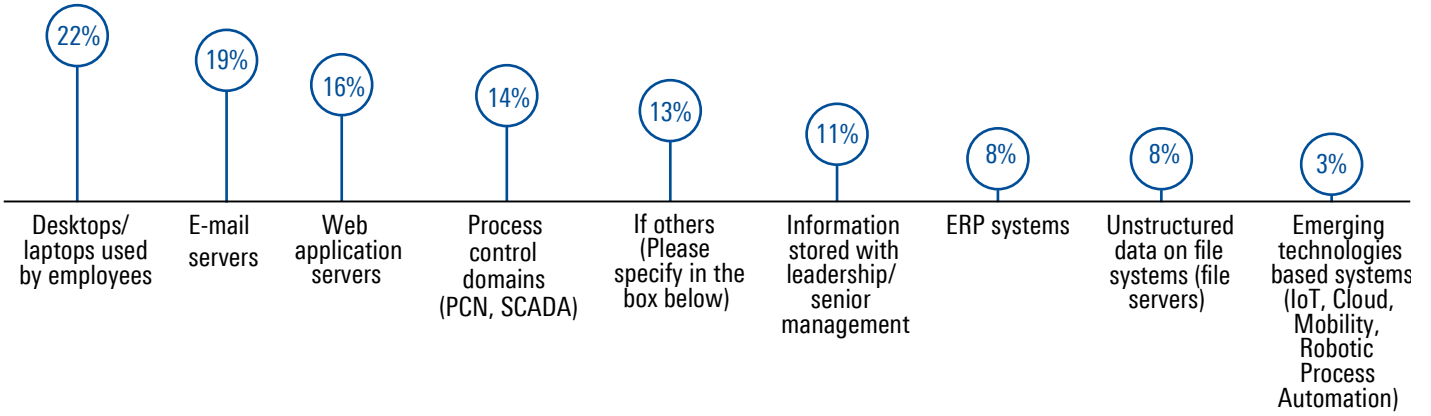 22%
19%
16%
14%
13%
11%
8%
8%
3%
Desktops/
laptops used
by employees
E-mail
servers
Web
application
servers
Process
control
domains
(PCN, SCADA)
If others
(Please
specify in the
box below)
Information
stored with
leadership/
senior
management
ERP systems
Unstructured
data on file
systems (file
servers)
Emerging
technologies
based systems
(IoT, Cloud,
Mobility,
Robotic
Process
Automation)